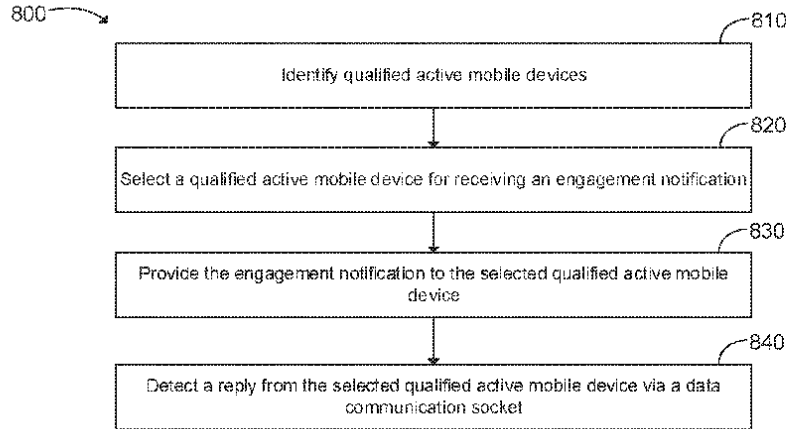 800
810
Identify qualified active mobile devices
820
Select a qualified active mobile device for receiving an engagement notification
830
Provide the engagement notification to the selected qualified active mobile
device
840
Detect a reply from the selected qualified active mobile device via a data
communication socket